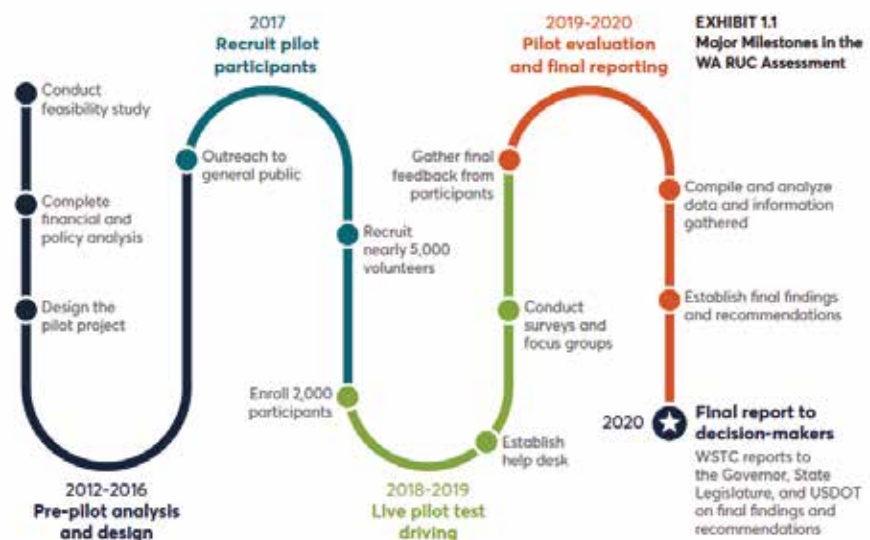 2017
Recruit pilot
participants
2019-2020
Pilot evaluation
and final reporting
EXHIBIT 1.1
Major Milestones in the
WA RUC Assessment
Conduct
feasibility study
Complete
financial and
policy analysis
Design the
pilot project
2012-2016
Pre-pilot analysis
and design
Outreach to
general public
Recruit
nearly 5,000
volunteers
Enroll 2,000
participants
2018-2019
Live pilot test
driving
Establish
help desk
Conduct
surveys and
focus groups
Gather final
feedback from
participants
Compile and analyze
data and information
gathered
Establish final findings
and recommendations
2020
Final report to
decision-makers
WSTC reports to
the Governor, State
Legislature, and USDOT
on final findings and
recommendations